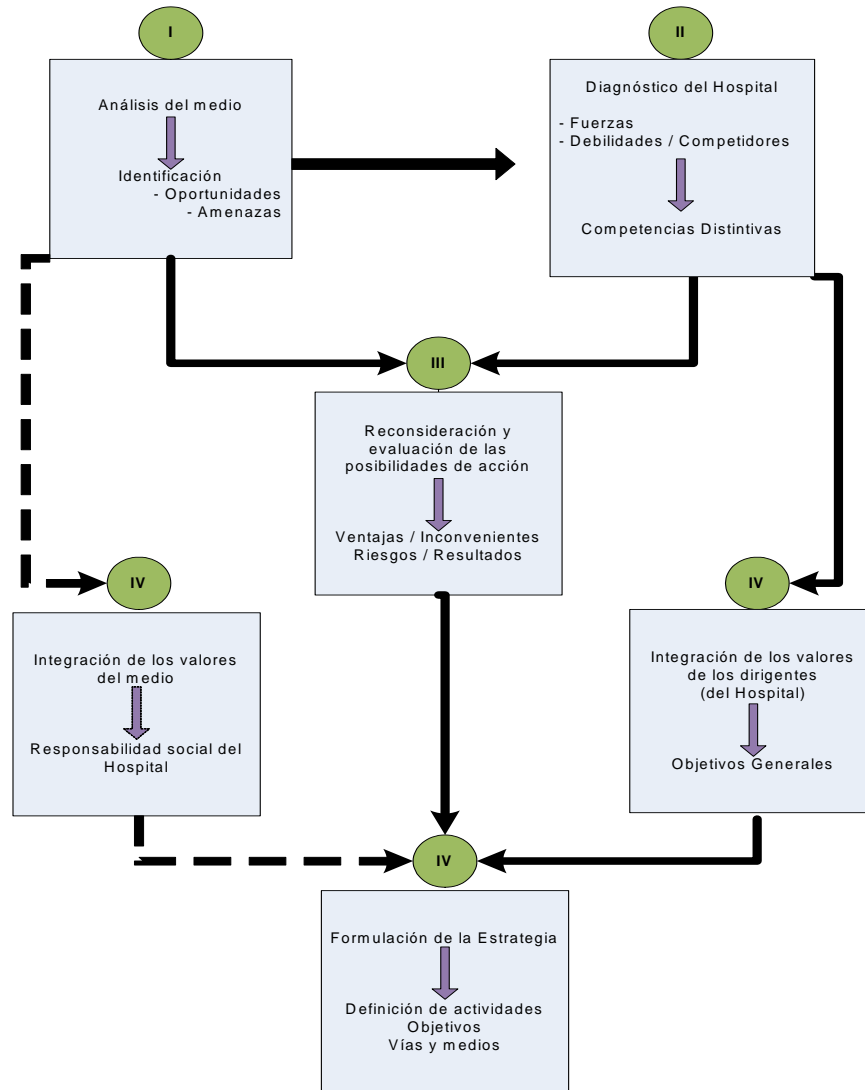 I
Análisis del medio
Identificación
- Oportunidades
- Amenazas
II
Diagnóstico del Hospital
- Fuerzas
- Debilidades / Competidores
Competencias Distintivas
III
Reconsideración y
evaluación de las
posibilidades de acción
Ventajas / Inconvenientes
Riesgos / Resultados
IV
Integración de los valores
del medio
Responsabilidad social del
Hospital
IV
Integración de los valores
de los dirigentes
(del Hospital)
Objetivos Generales
IV
Formulación de la Estrategia
Definición de actividades
Objetivos
Vías y medios